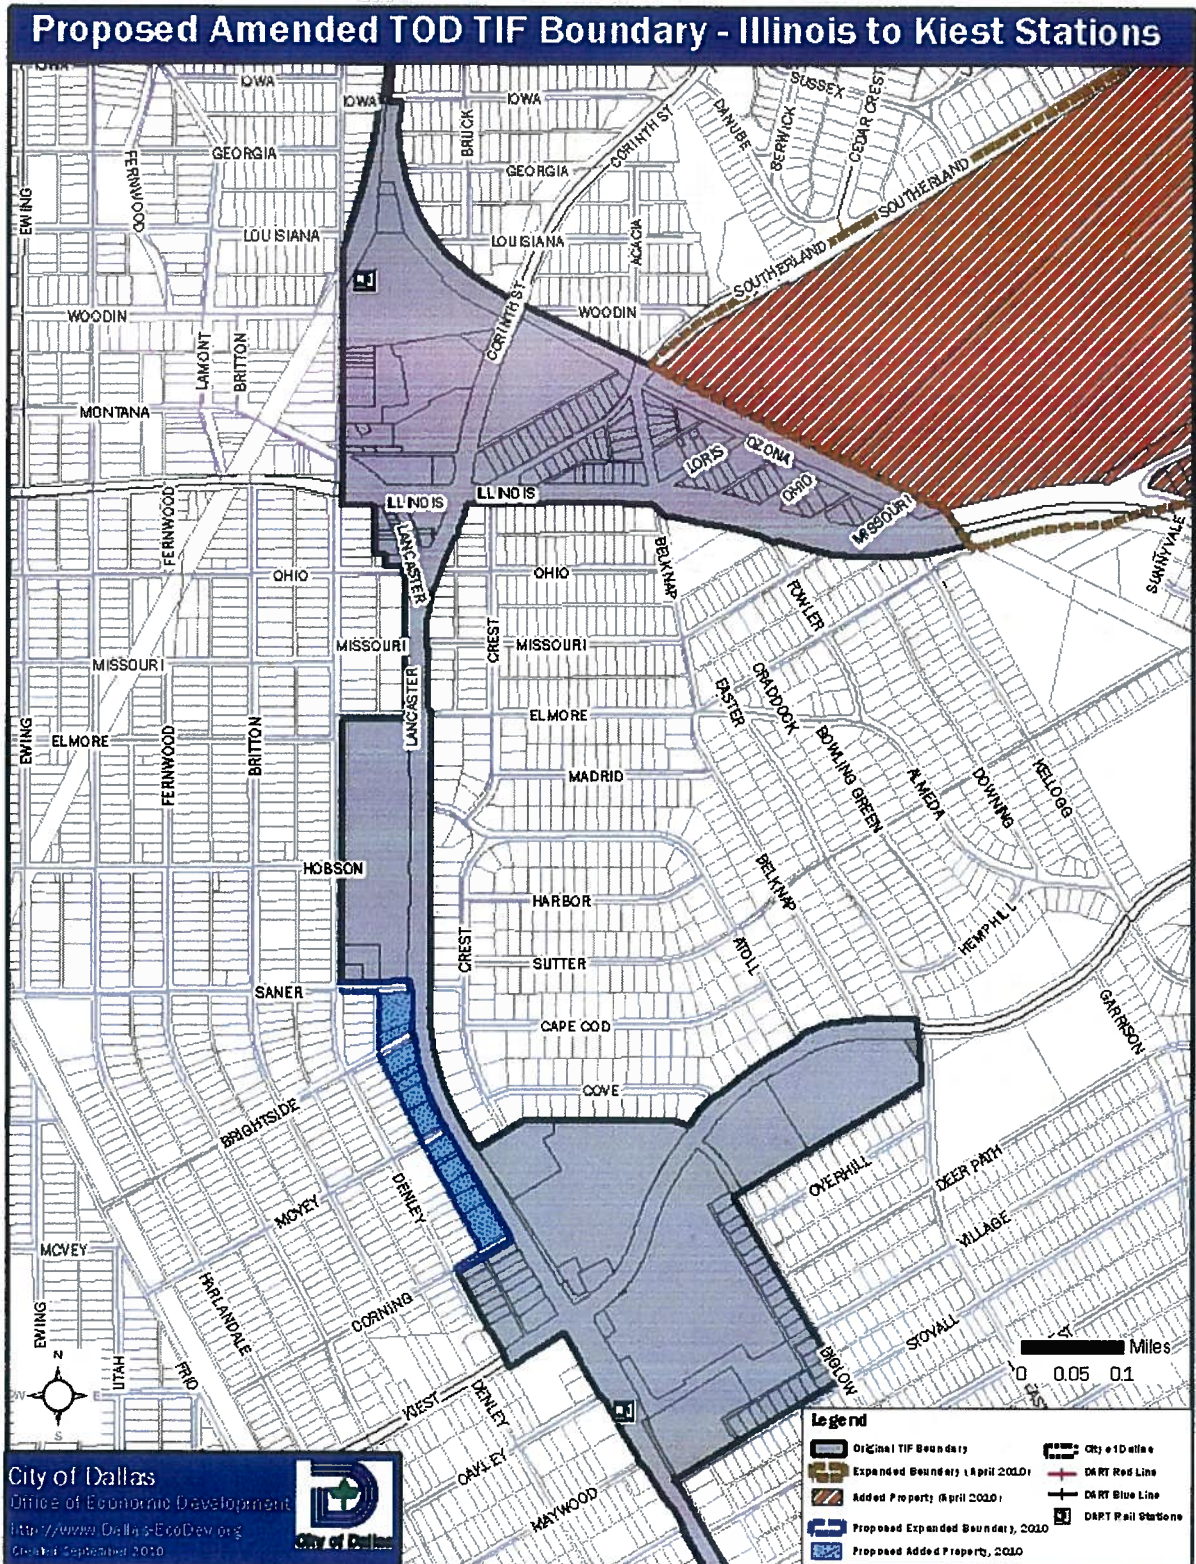 Proposed Amended TOD TIF Boundary - Illinois to Kiest Stations
IOWA
IOWA
IOWA
IOWA
SUSSEX
BRUCK
CORINTH ST
DANUBE
BERWICK
CEDAR CREST
FERNWOOD
GEORGIA
GEORGIA
SOUTHERLAND
EWING
LOUISIANA
LOUISIANA
ACACIA
SOUTHERLAND
WOODIN
CORINTH ST
WOODIN
LAMONT
BRITTON
MONTANA
LORIS
OZONA
OHIO
MISSOURI
ILLINOIS
ILLINOIS
FERNWOOD
LANCASTER
BELKNAP
SUNNYVALE
OHIO
OHIO
FOWLER
MISSOURI
MISSOURI
CREST
MISSOURI
LANCASTER
CRADDOCK
EASTER
EWING
ELMORE
FERNWOOD
BRITTON
ELMORE
BOWLING GREEN
MADRID
ALMEDA
DOWNING
KELLOGG
HOBSON
BELKNAP
HARBOR
CREST
SUTTER
ATOLL
HEMPHILL
SANER
CAPE COD
GARRISON
COVE
BRIGHTSIDE
DENLEY
OVERHILL
DEER PATH
MCVEY
VILLAGE
MCVEY
HARLANDALE
CORNING
EWING
STOVALL
BIGLOW
UTAH
FRIO
KIEST
DENLEY
OAKLEY
MAYWOOD
N
W
E
S
Miles
0 0.05 0.1
Legend
Original TIF Boundary
Expanded Boundary (April 2010)
Added Property (April 2010)
Proposed Expanded Boundary, 2010
Proposed Added Property, 2010
City of Dallas
DART Red Line
DART Blue Line
DART Rail Stations
City of Dallas
Office of Economic Development
http://www.Dallas-EcoDev.org
Created September 2010
City of Dallas